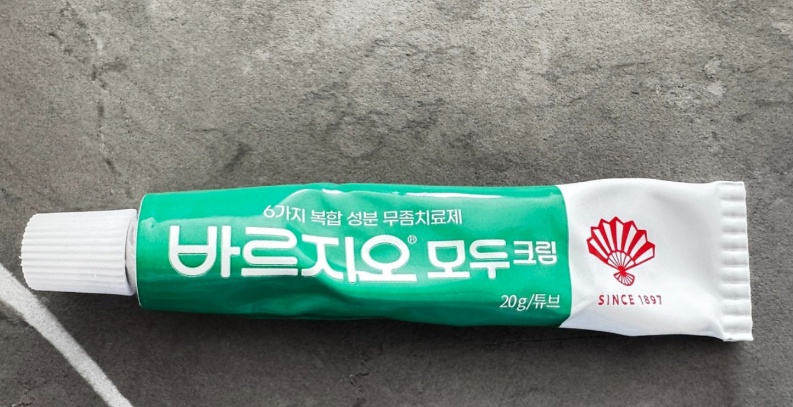 6가지 복합 성분 무좀치료제
바르지오® 모두 크림
20g/튜브
SINCE 1897